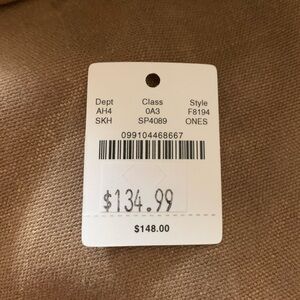 Dept Class Style
AH4 0A3 F8194
SKH SP4089 ONES
099104468667
$134.99
$148.00